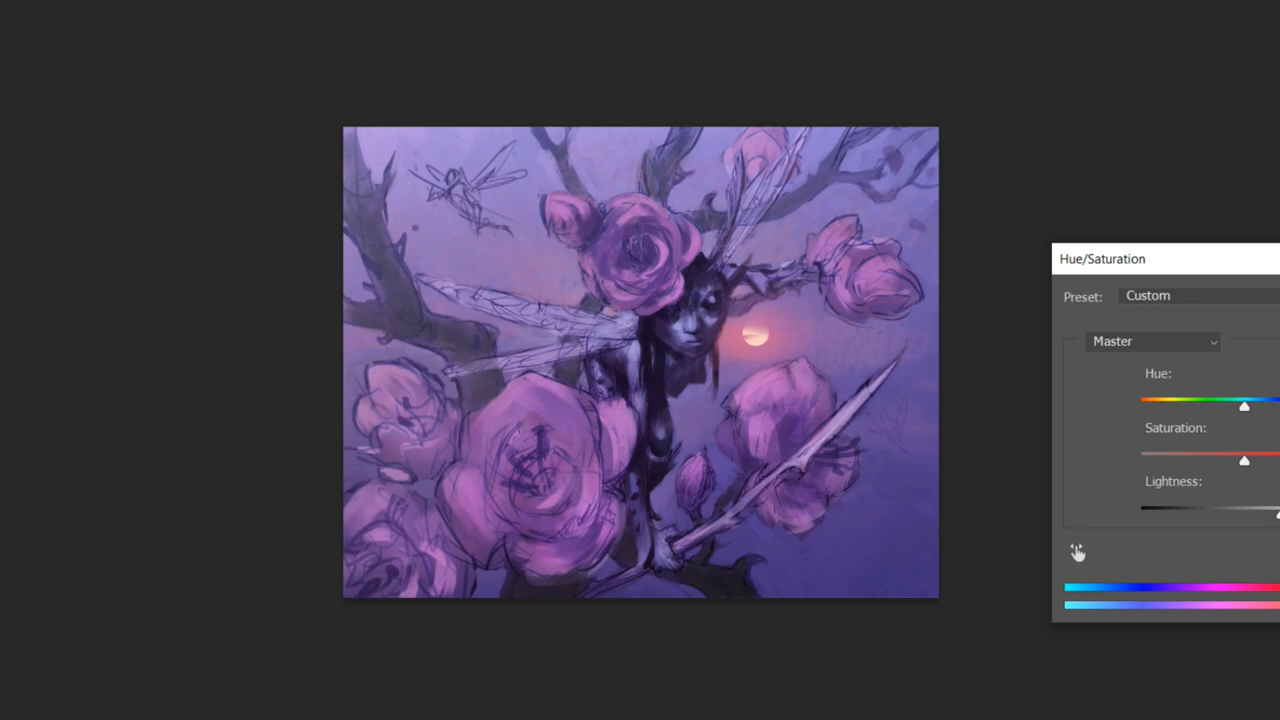 Hue/Saturation
Preset: Custom
Master
Hue:
Saturation:
Lightness: